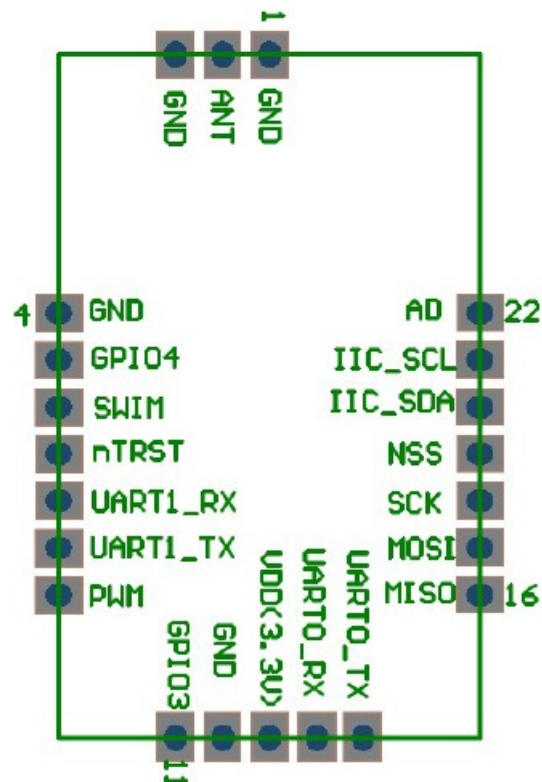 1
GND ANT GND
4 GND
GPIO4
SWIM
nTRST
UART1_RX
UART1_TX
PWM
GPIO3
GND
VDD(3.3V)
UART0_RX
UART0_TX
11
AD 22
IIC_SCL
IIC_SDA
NSS
SCK
MOSI
MISO 16